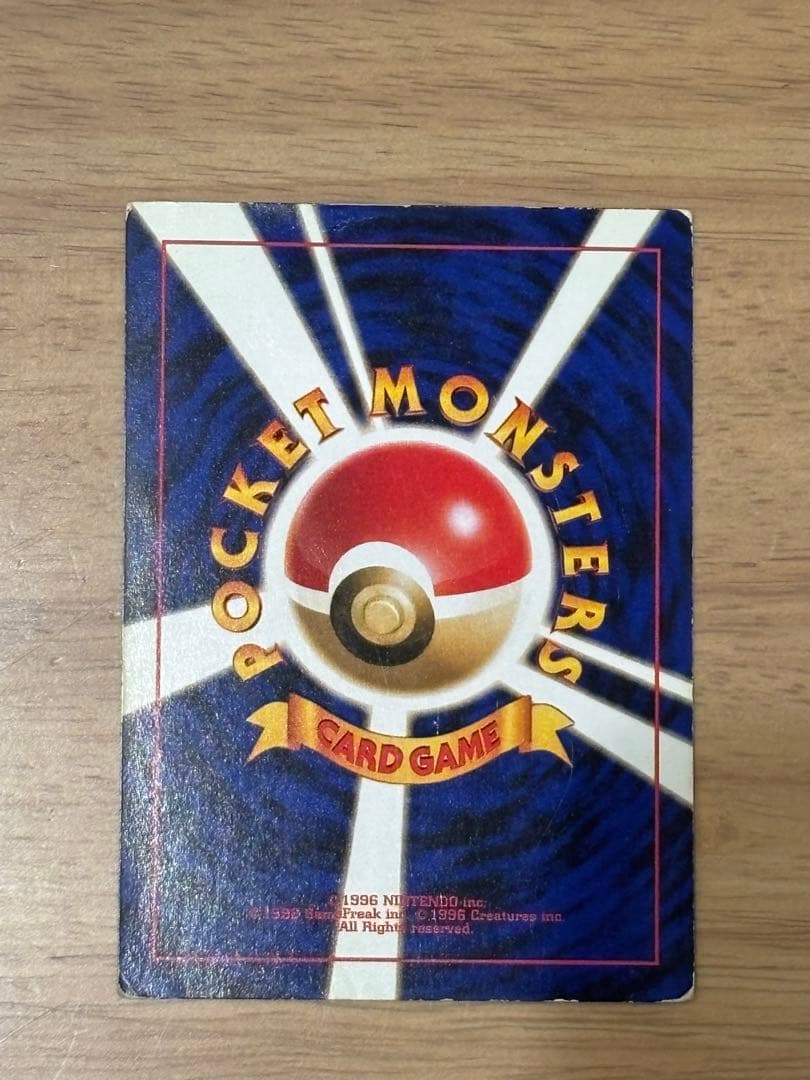 POCKET MONSTERS
CARD GAME
©1996 NINTENDO inc.
©1996 GameFreak inc. ©1996 Creatures inc.
All Rights reserved.